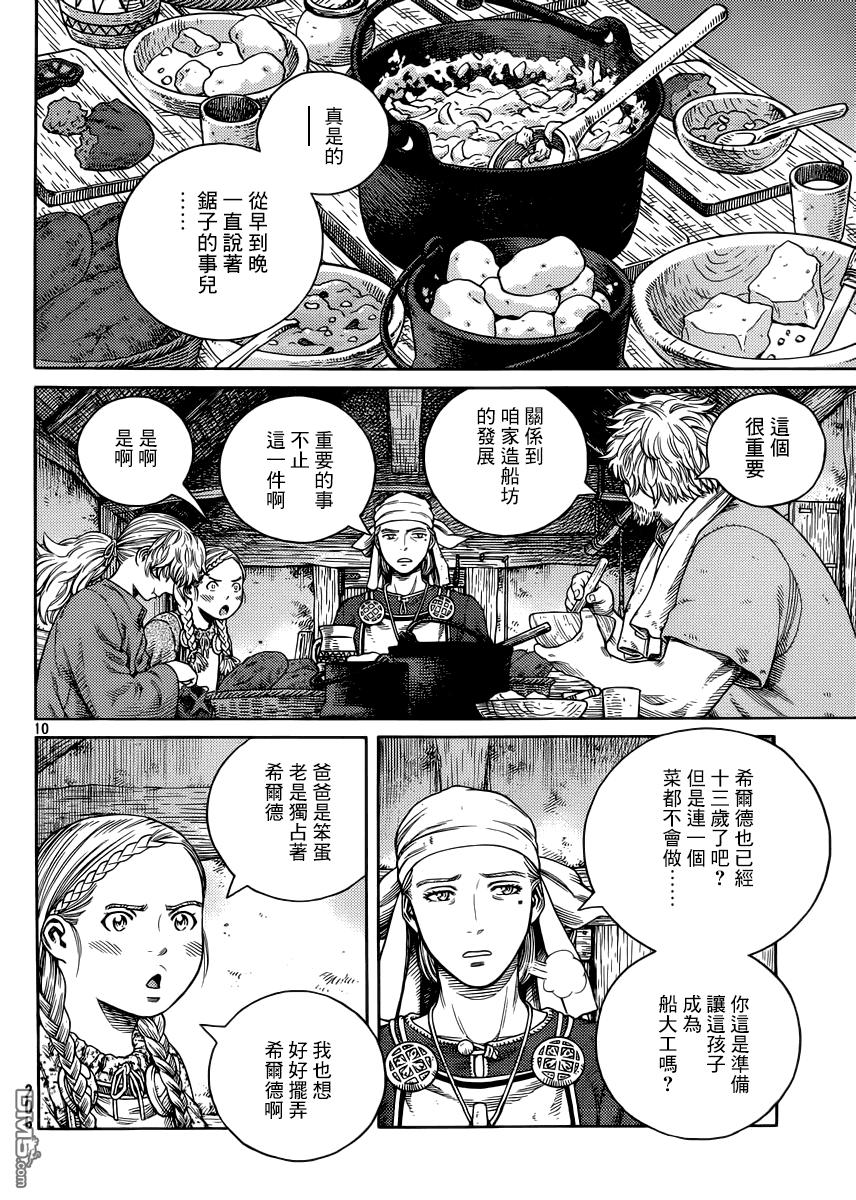 真是的
——
從早到晚
一直說著
鋸子的事兒
……
這個
很重要
關係到
咱家造船坊
的發展
重要的事
不止
這一件啊
是啊
是啊
10
希爾德也已經
十三歲了吧？
但是連一個
菜都不會做……
你這是準備
讓這孩子
成為
船大工嗎？
爸爸是笨蛋
老是獨占著
希爾德
我也想
好好擺弄
希爾德啊